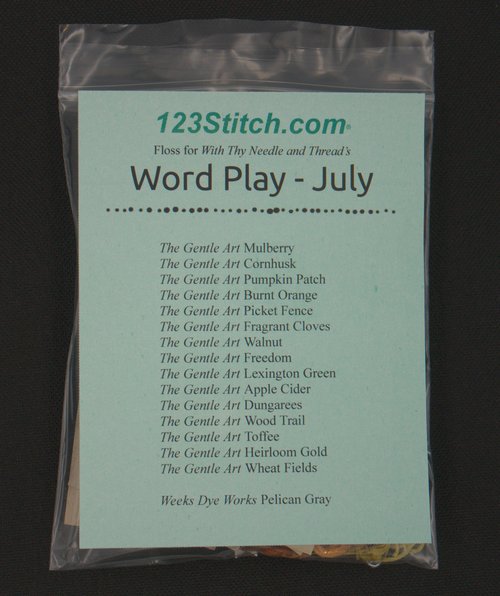 123Stitch.com®
Floss for With Thy Needle and Thread's
Word Play - July
The Gentle Art Mulberry
The Gentle Art Cornhusk
The Gentle Art Pumpkin Patch
The Gentle Art Burnt Orange
The Gentle Art Picket Fence
The Gentle Art Fragrant Cloves
The Gentle Art Walnut
The Gentle Art Freedom
The Gentle Art Lexington Green
The Gentle Art Apple Cider
The Gentle Art Dungarees
The Gentle Art Wood Trail
The Gentle Art Toffee
The Gentle Art Heirloom Gold
The Gentle Art Wheat Fields
Weeks Dye Works Pelican Gray